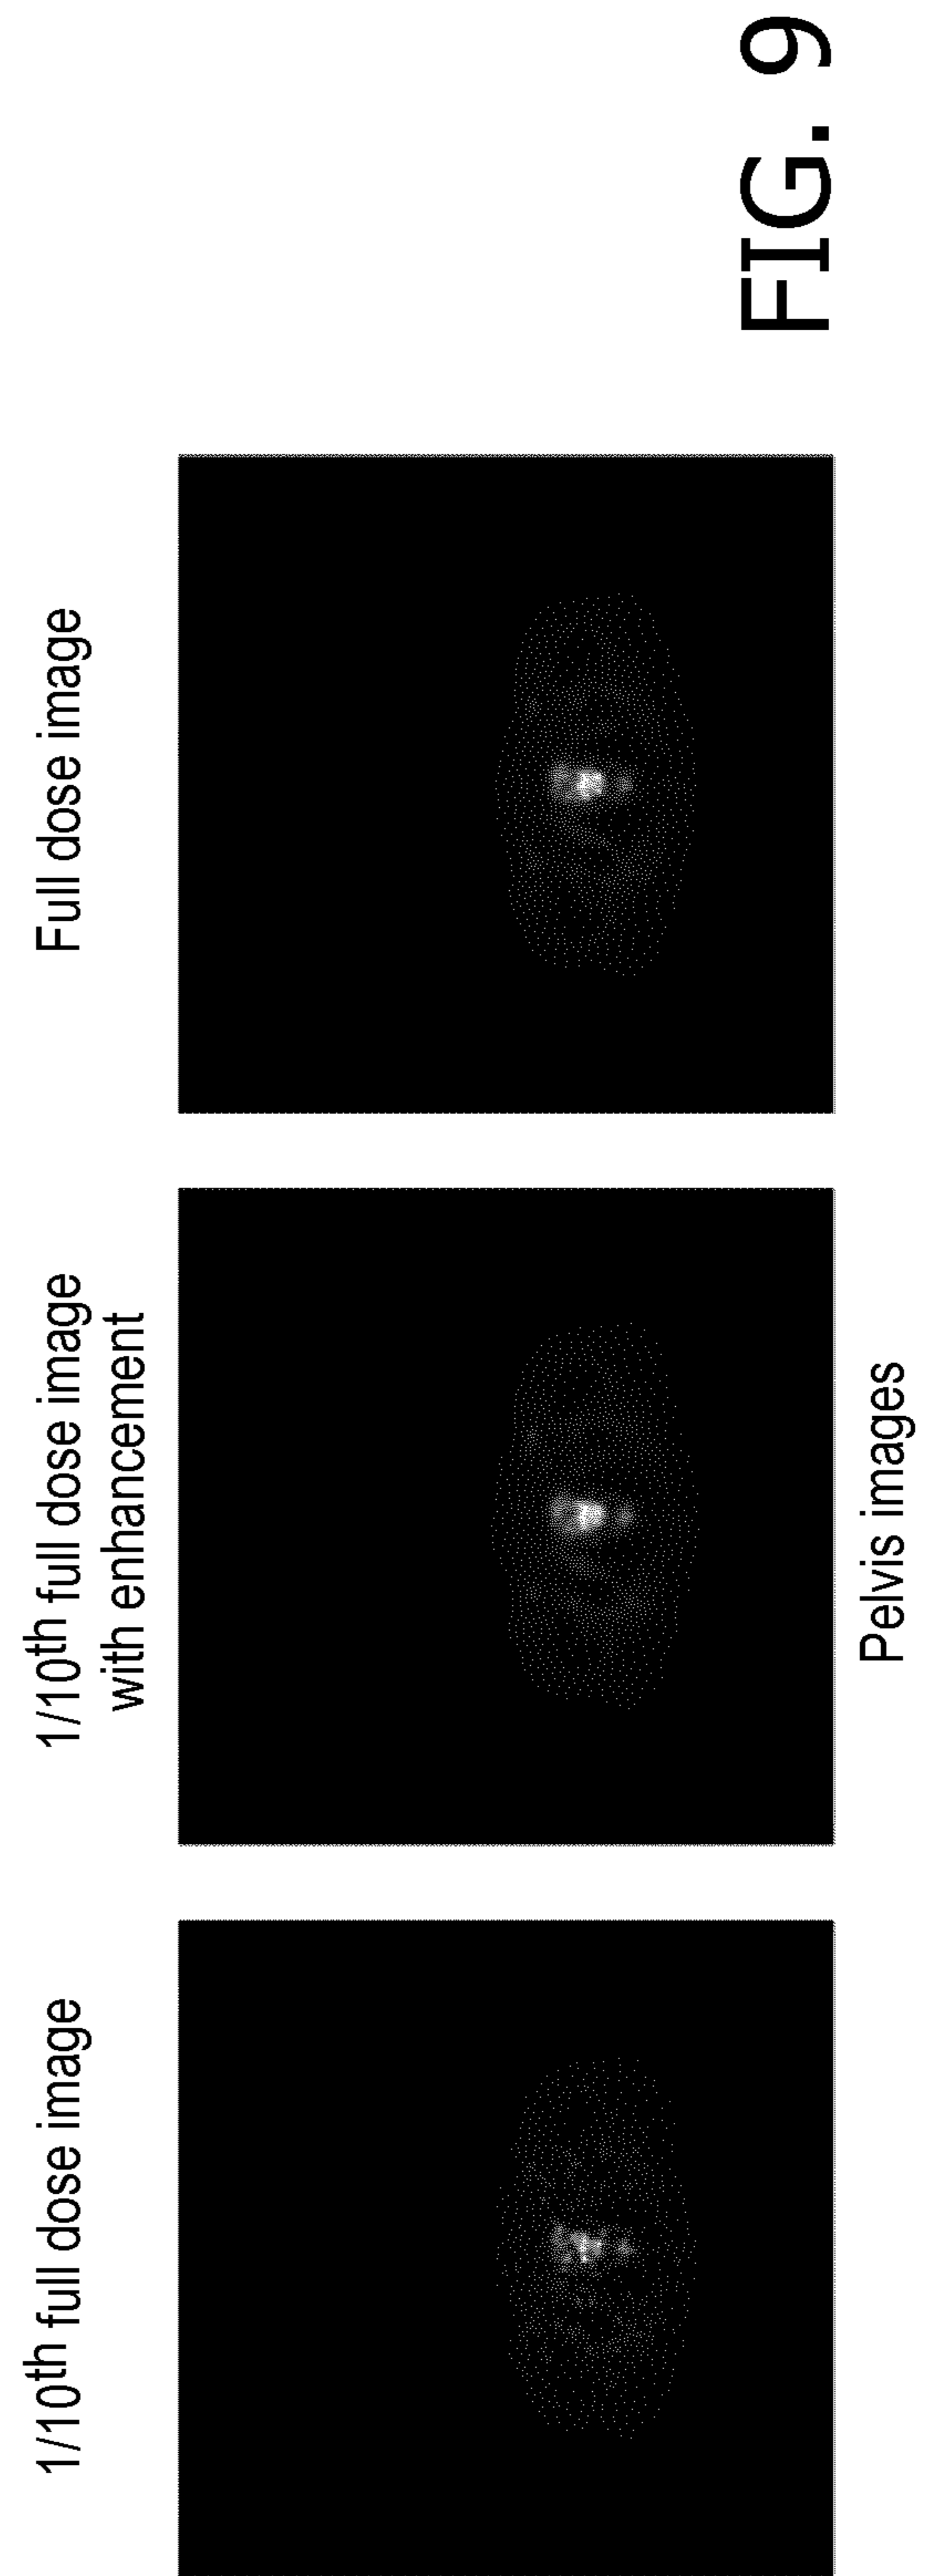 1/10th full dose image
1/10th full dose image
with enhancement
Full dose image
Pelvis images
FIG. 9